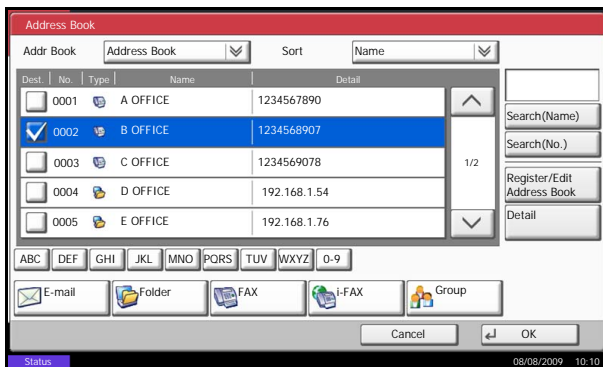 Address Book
Addr Book Address Book Sort Name
Dest. No. Type Name Detail
0001 A OFFICE 1234567890
0002 B OFFICE 1234568907
0003 C OFFICE 1234569078
0004 D OFFICE 192.168.1.54
0005 E OFFICE 192.168.1.76
1/2
Search(Name)
Search(No.)
Register/Edit
Address Book
Detail
ABC DEF GHI JKL MNO PQRS TUV WXYZ 0-9
E-mail Folder FAX i-FAX Group
Cancel OK
Status 08/08/2009 10:10